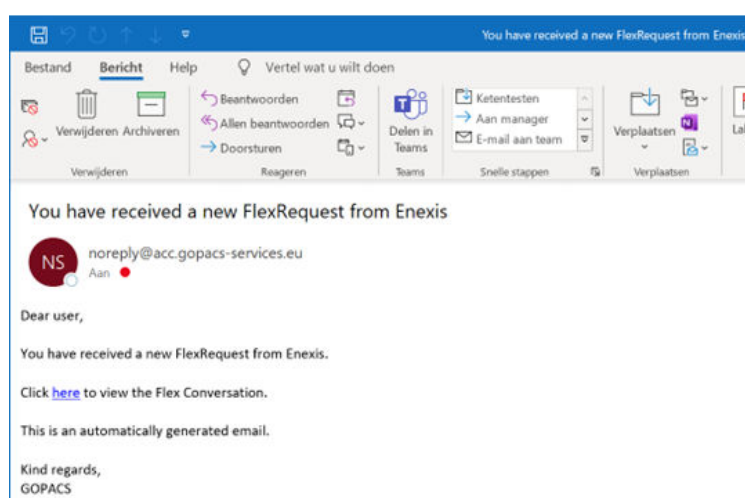 You have received a new FlexRequest from Enexis
Bestand Bericht Help Vertel wat u wilt doen
Verwijderen Archiveren
Verwijderen
Beantwoorden
Allen beantwoorden
Doorsturen
Reageren
Delen in
Teams
Teams
Ketentesten
Aan manager
E-mail aan team
Snelle stappen
Verplaatsen
Verplaatsen
You have received a new FlexRequest from Enexis
NS
noreply@acc.gopacs-services.eu
Aan
Dear user,
You have received a new FlexRequest from Enexis.
Click here to view the Flex Conversation.
This is an automatically generated email.
Kind regards,
GOPACS